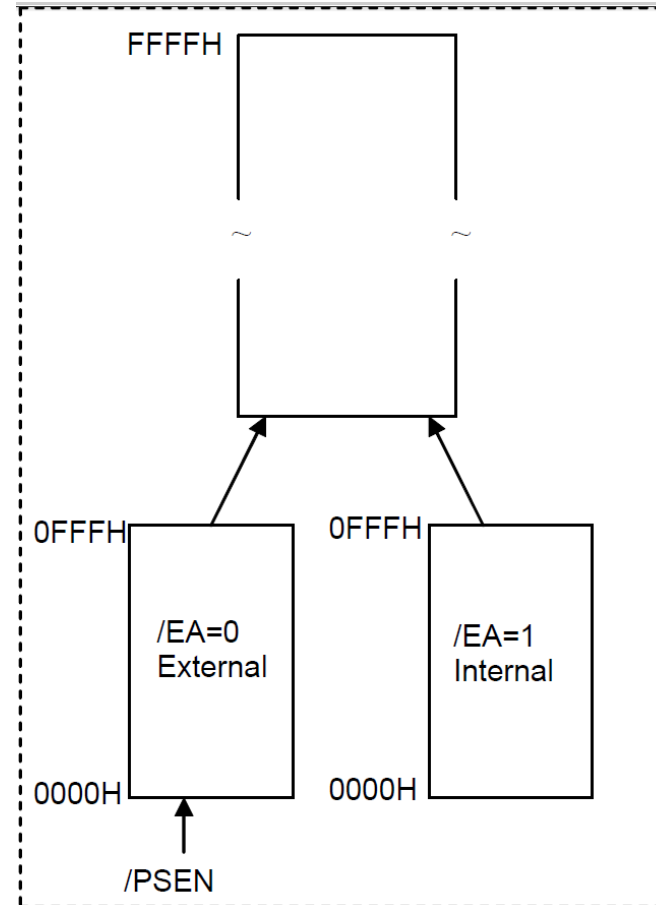 FFFFH
~ ~
0FFFH 0FFFH
/EA=0
External
/EA=1
Internal
0000H 0000H
/PSEN